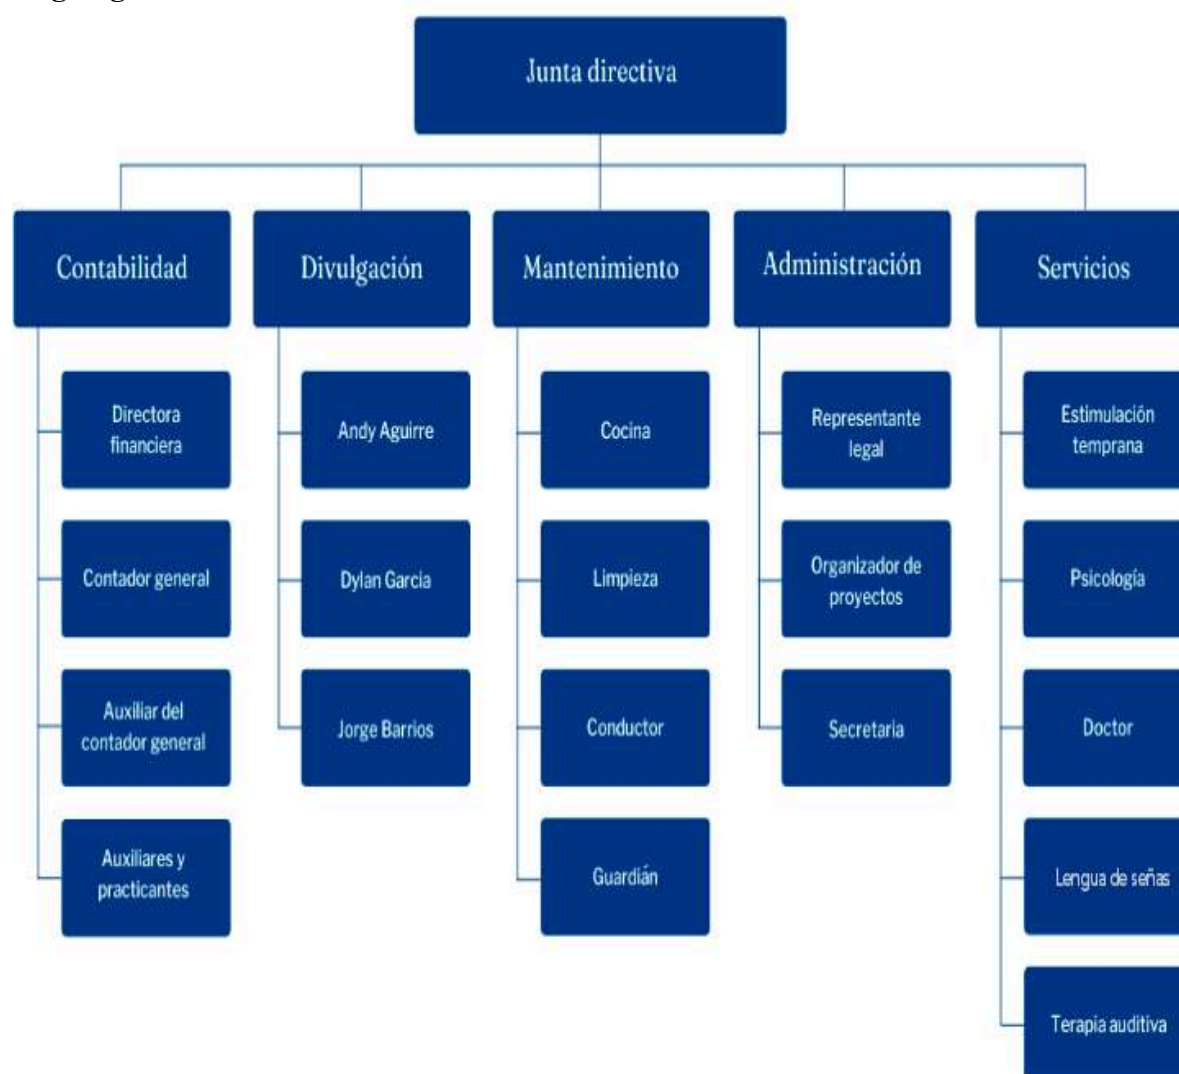 Junta directiva
Contabilidad
Divulgación
Mantenimiento
Administración
Servicios
Directora
financiera
Andy Aguirre
Cocina
Representante
legal
Estimulación
temprana
Contador general
Dylan Garcia
Limpieza
Organizador de
proyectos
Psicología
Auxiliar del
contador general
Jorge Barrios
Conductor
Secretaria
Doctor
Auxiliares y
practicantes
Guardián
Lengua de señas
Terapia auditiva